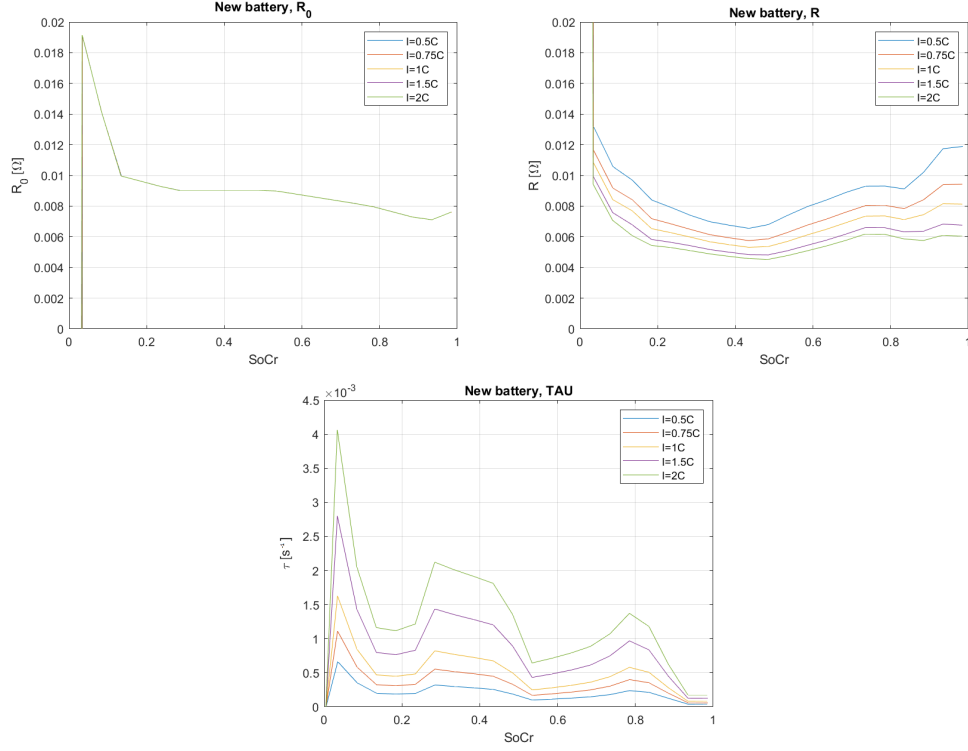 New battery, R0
0.02
0.018
0.016
0.014
0.012
0.01
0.008
0.006
0.004
0.002
0
R0 [Ω]
I=0.5C
I=0.75C
I=1C
I=1.5C
I=2C
0 0.2 0.4 0.6 0.8 1
SoCr
New battery, R
0.02
0.018
0.016
0.014
0.012
0.01
0.008
0.006
0.004
0.002
0
R [Ω]
I=0.5C
I=0.75C
I=1C
I=1.5C
I=2C
0 0.2 0.4 0.6 0.8 1
SoCr
New battery, TAU
×10⁻³
4.5
4
3.5
3
2.5
2
1.5
1
0.5
0
τ [s⁻¹]
I=0.5C
I=0.75C
I=1C
I=1.5C
I=2C
0 0.2 0.4 0.6 0.8 1
SoCr